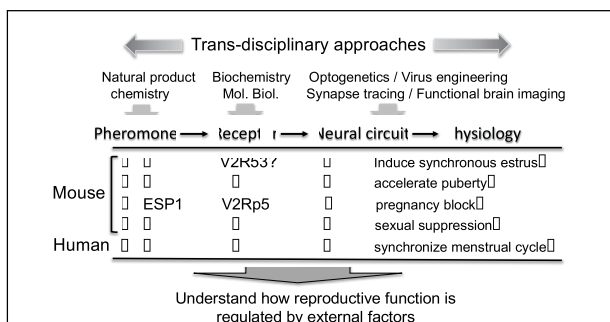 Trans-disciplinary approaches
Natural product Biochemistry Optogenetics / Virus engineering
chemistry Mol. Biol. Synapse tracing / Functional brain imaging
Pheromone Recept r Neural circuit hysiology
V2R53? Induce synchronous estrus
accelerate puberty
Mouse
ESP1 V2Rp5 pregnancy block
sexual suppression
Human synchronize menstrual cycle
Understand how reproductive function is
regulated by external factors